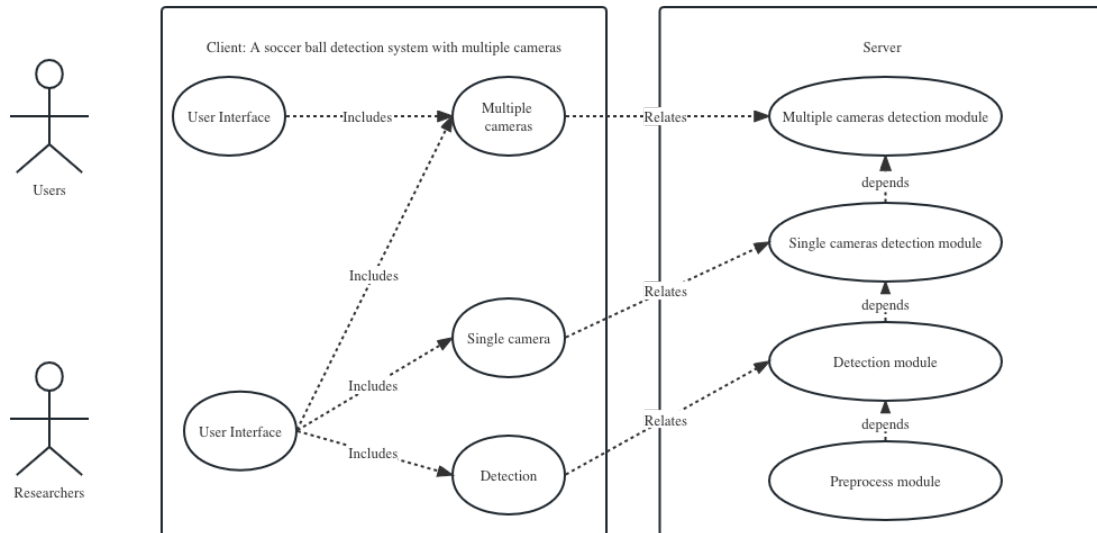 Client: A soccer ball detection system with multiple cameras
Server
User Interface
Includes
Multiple
cameras
Relates
Multiple cameras detection module
Users
depends
Single cameras detection module
Includes
Relates
depends
Single camera
Detection module
Includes
Relates
depends
User Interface
Includes
Detection
Preprocess module
Researchers